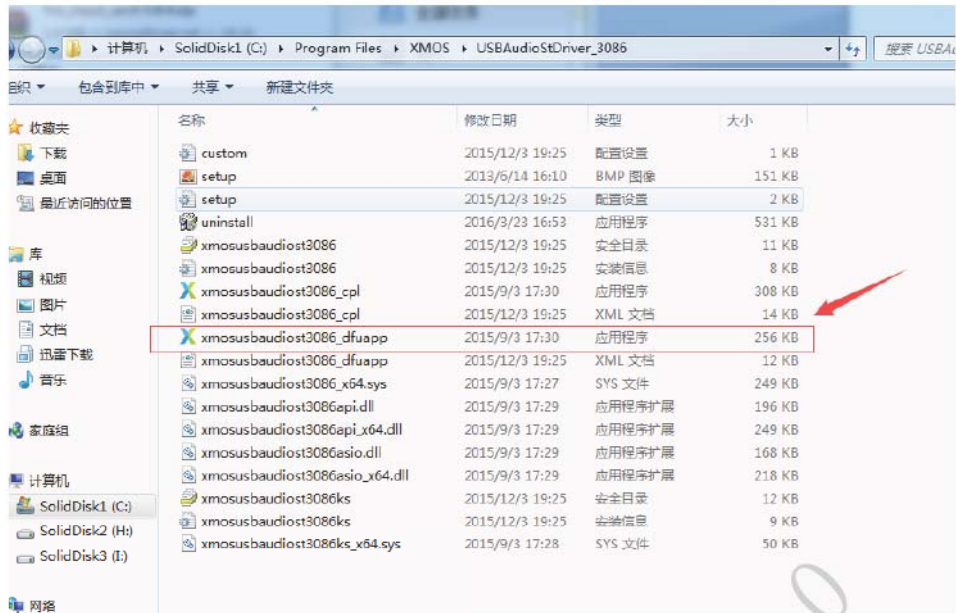 计算机 ▸ SolidDisk1 (C:) ▸ Program Files ▸ XMOS ▸ USBAudioStDriver_3086 搜索 USBAu
组织 包含到库中 共享 新建文件夹
名称 修改日期 类型 大小
收藏夹
下载
桌面
最近访问的位置
库
视频
图片
文档
迅雷下载
音乐
家庭组
计算机
SolidDisk1 (C:)
SolidDisk2 (H:)
SolidDisk3 (I:)
网络
custom 2015/12/3 19:25 配置设置 1 KB
setup 2013/6/14 16:10 BMP 图像 151 KB
setup 2015/12/3 19:25 配置设置 2 KB
uninstall 2016/3/23 16:53 应用程序 531 KB
xmosusbaudiost3086 2015/12/3 19:25 安全目录 11 KB
xmosusbaudiost3086 2015/12/3 19:25 安装信息 8 KB
xmosusbaudiost3086_cpl 2015/9/3 17:30 应用程序 308 KB
xmosusbaudiost3086_cpl 2015/12/3 19:25 XML 文档 14 KB
xmosusbaudiost3086_dfuapp 2015/9/3 17:30 应用程序 256 KB
xmosusbaudiost3086_dfuapp 2015/12/3 19:25 XML 文档 12 KB
xmosusbaudiost3086_x64.sys 2015/9/3 17:27 SYS 文件 249 KB
xmosusbaudiost3086api.dll 2015/9/3 17:29 应用程序扩展 196 KB
xmosusbaudiost3086api_x64.dll 2015/9/3 17:29 应用程序扩展 249 KB
xmosusbaudiost3086asio.dll 2015/9/3 17:29 应用程序扩展 168 KB
xmosusbaudiost3086asio_x64.dll 2015/9/3 17:29 应用程序扩展 218 KB
xmosusbaudiost3086ks 2015/12/3 19:25 安全目录 12 KB
xmosusbaudiost3086ks 2015/12/3 19:25 安装信息 9 KB
xmosusbaudiost3086ks_x64.sys 2015/9/3 17:28 SYS 文件 50 KB